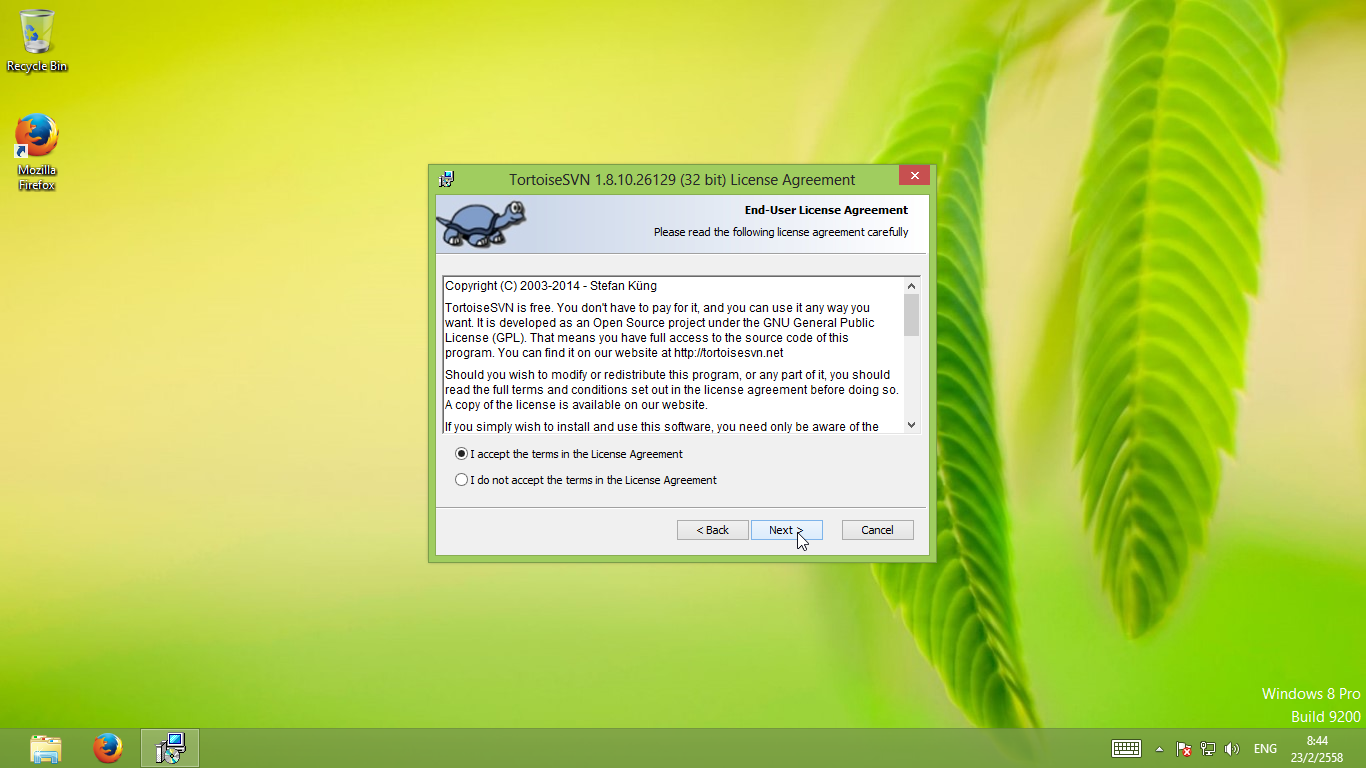 Recycle Bin
Mozilla
Firefox
TortoiseSVN 1.8.10.26129 (32 bit) License Agreement
End-User License Agreement
Please read the following license agreement carefully
Copyright (C) 2003-2014 - Stefan Küng
TortoiseSVN is free. You don't have to pay for it, and you can use it any way you
want. It is developed as an Open Source project under the GNU General Public
License (GPL). That means you have full access to the source code of this
program. You can find it on our website at http://tortoisesvn.net
Should you wish to modify or redistribute this program, or any part of it, you should
read the full terms and conditions set out in the license agreement before doing so.
A copy of the license is available on our website.
If you simply wish to install and use this software, you need only be aware of the
I accept the terms in the License Agreement
I do not accept the terms in the License Agreement
< Back
Next >
Cancel
Windows 8 Pro
Build 9200
ENG
8:44
23/2/2558